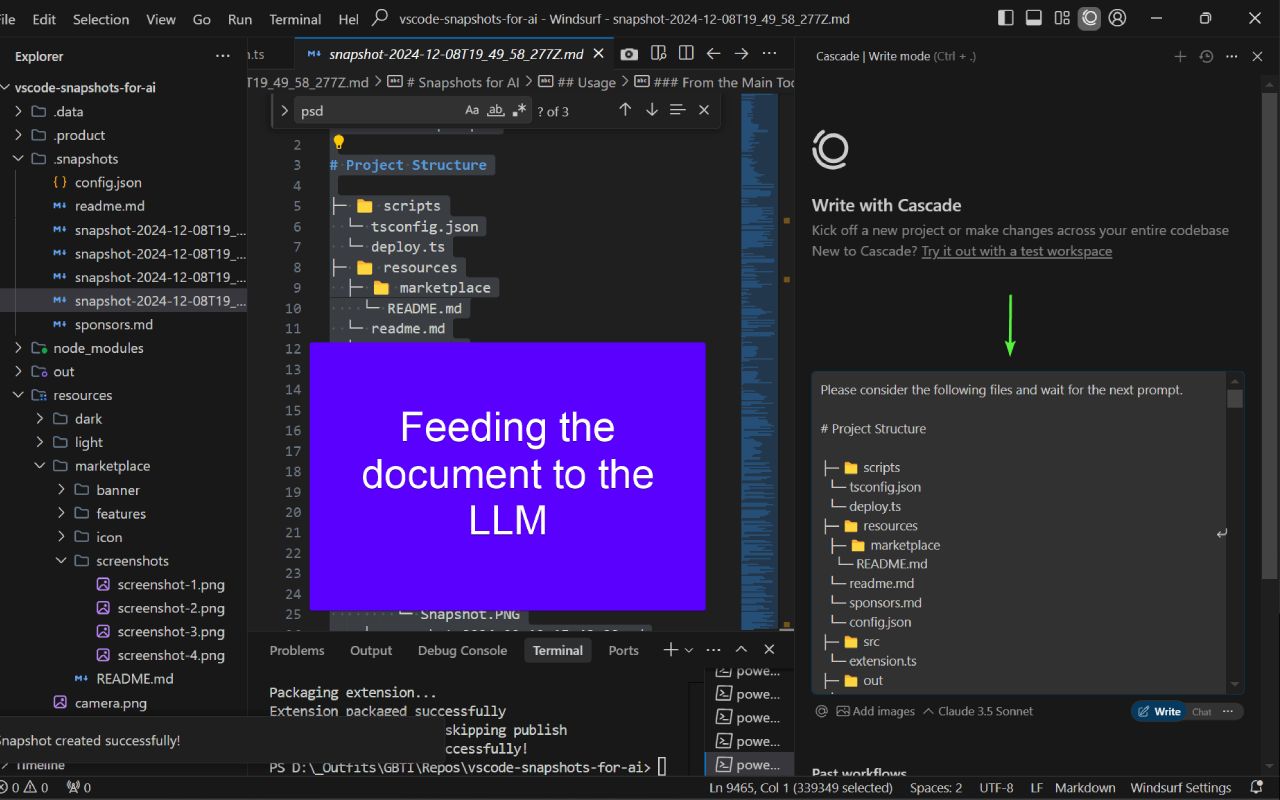 File Edit Selection View Go Run Terminal Hel vscode-snapshots-for-ai - Windsurf - snapshot-2024-12-08T19_49_58_277Z.md
Explorer
vscode-snapshots-for-ai
.data
.product
.snapshots
config.json
readme.md
snapshot-2024-12-08T19_...
snapshot-2024-12-08T19_...
snapshot-2024-12-08T19_...
snapshot-2024-12-08T19_...
sponsors.md
node_modules
out
resources
dark
light
marketplace
banner
features
icon
screenshots
screenshot-1.png
screenshot-2.png
screenshot-3.png
screenshot-4.png
README.md
camera.png
Snapshot created successfully!
Timeline
.ts snapshot-2024-12-08T19_49_58_277Z.md
T19_49_58_277Z.md > # Snapshots for AI > ## Usage > ### From the Main Too
psd Aa ab ? of 3
2
3 # Project Structure
4
5 ├─ 📁 scripts
6 └─ tsconfig.json
7 └─ deploy.ts
8 ├─ 📁 resources
9 ├─ 📁 marketplace
10 └─ README.md
11 └─ readme.md
12
13
14
15
16
17
18
19
20
21
22
23
24
25 └─ Snapshot.PNG
Feeding the
document to the
LLM
Problems Output Debug Console Terminal Ports
Packaging extension...
Extension packaged successfully
skipping publish
ccessfully!
PS D:\_Outfits\GBTI\Repos\vscode-snapshots-for-ai>
powe...
powe...
powe...
powe...
powe...
Cascade | Write mode (Ctrl + .)
Write with Cascade
Kick off a new project or make changes across your entire codebase
New to Cascade? Try it out with a test workspace
Please consider the following files and wait for the next prompt.
# Project Structure
├─ 📁 scripts
└─ tsconfig.json
└─ deploy.ts
├─ 📁 resources
├─ 📁 marketplace
└─ README.md
└─ readme.md
└─ sponsors.md
└─ config.json
├─ 📁 src
└─ extension.ts
├─ 📁 out
@ Add images Claude 3.5 Sonnet Write Chat
Past workflows
0 0 0 Ln 9465, Col 1 (339349 selected) Spaces: 2 UTF-8 LF Markdown Windsurf Settings